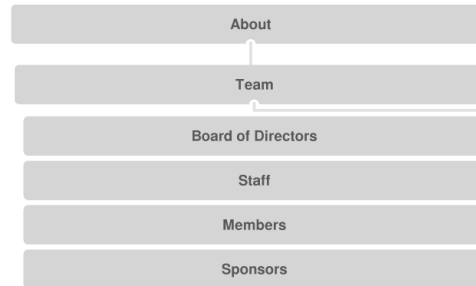 About
Team
Board of Directors
Staff
Members
Sponsors